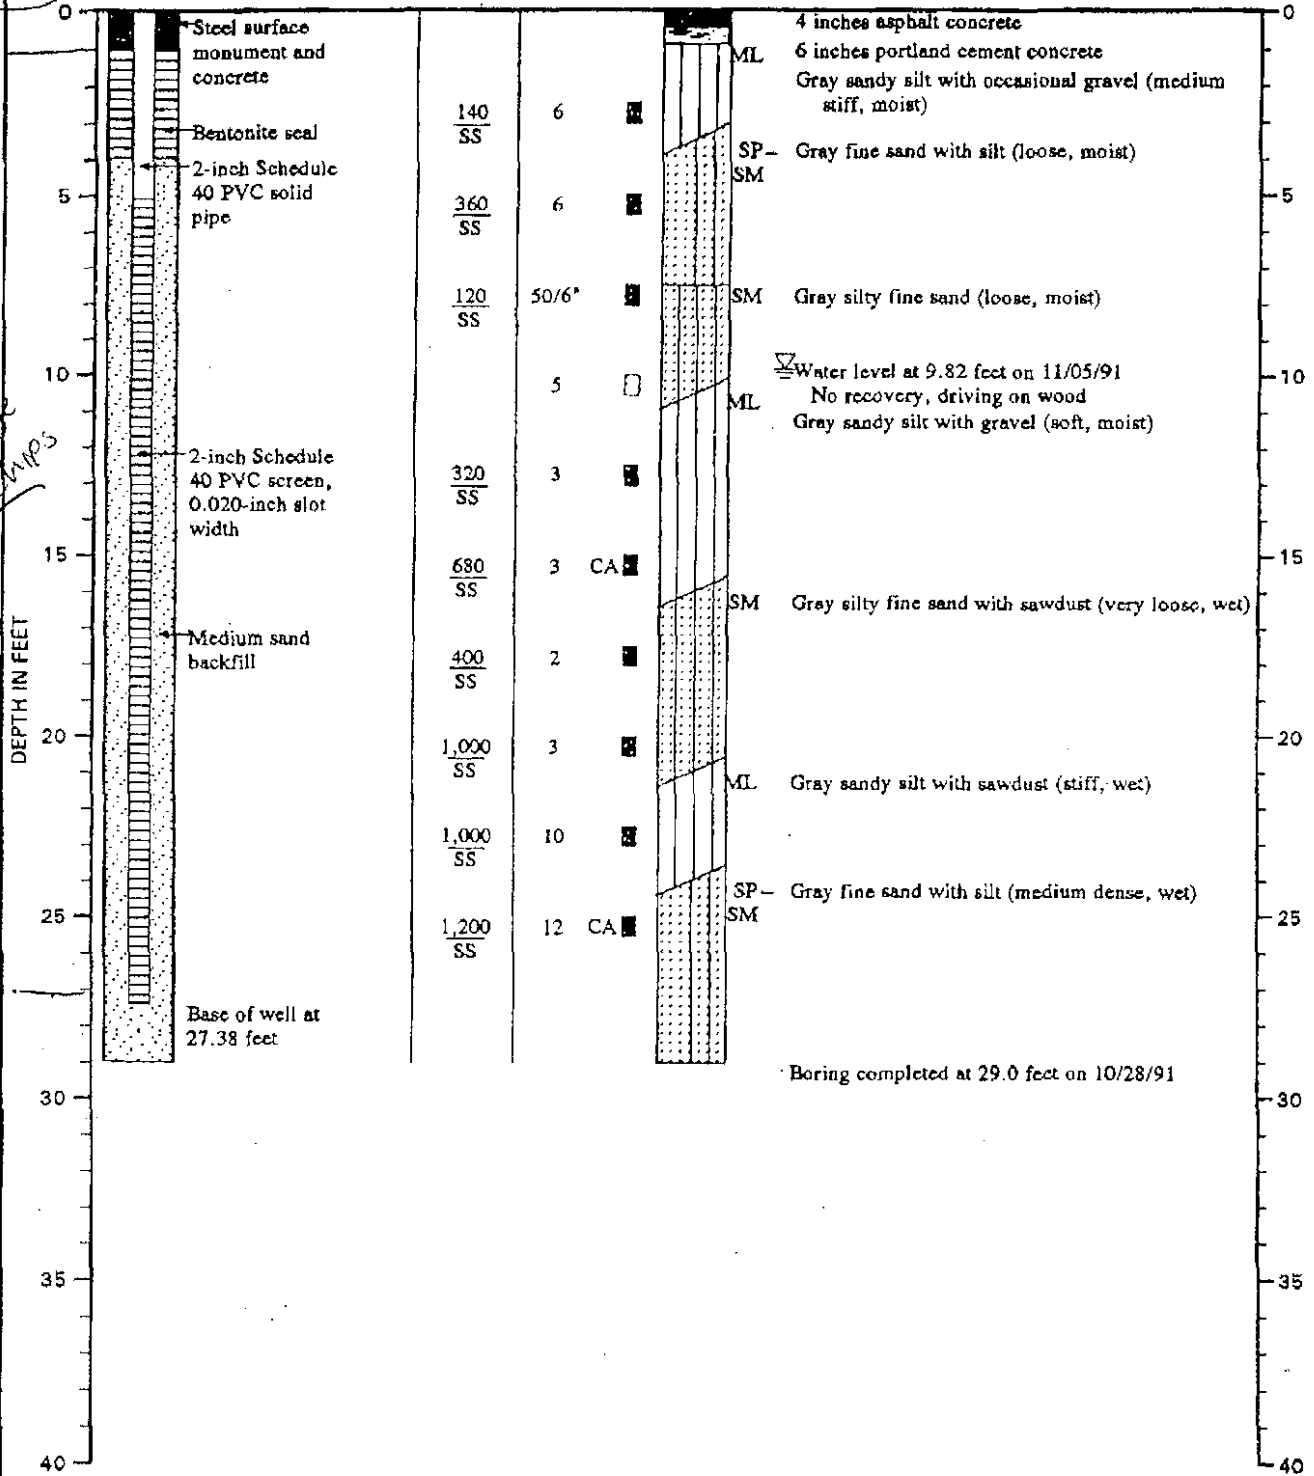 0
Steel surface
monument and
concrete
Bentonite seal
2-inch Schedule
40 PVC solid
pipe
2-inch Schedule
40 PVC screen,
0.020-inch slot
width
Medium sand
backfill
Base of well at
27.38 feet
DEPTH IN FEET
5
10
15
20
25
30
35
40
140
SS
6
360
SS
6
120
SS
50/6"
5
320
SS
3
680
SS
3 CA
400
SS
2
1,000
SS
3
1,000
SS
10
1,200
SS
12 CA
4 inches asphalt concrete
6 inches portland cement concrete
ML
Gray sandy silt with occasional gravel (medium
stiff, moist)
SP-
SM
Gray fine sand with silt (loose, moist)
SM
Gray silty fine sand (loose, moist)
Water level at 9.82 feet on 11/05/91
No recovery, driving on wood
ML
Gray sandy silt with gravel (soft, moist)
SM
Gray silty fine sand with sawdust (very loose, wet)
ML
Gray sandy silt with sawdust (stiff, wet)
SP-
SM
Gray fine sand with silt (medium dense, wet)
Boring completed at 29.0 feet on 10/28/91
0
5
10
15
20
25
30
35
40